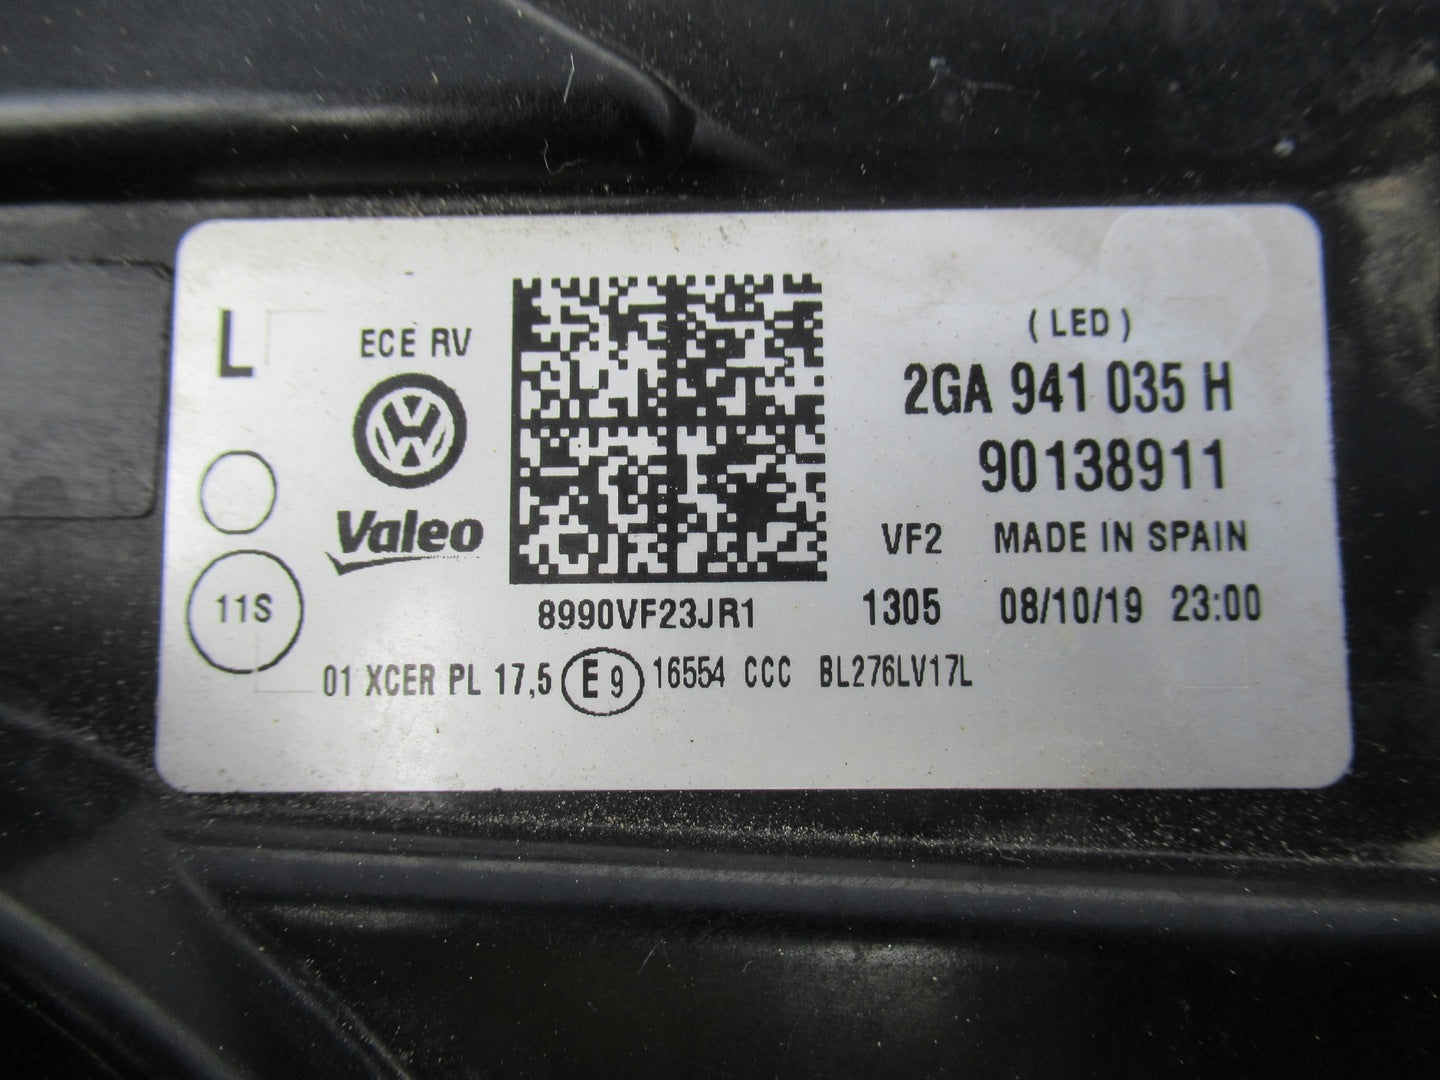 L
ECE RV
( LED )
2GA 941 035 H
90138911
Valeo
VF2 MADE IN SPAIN
11S
8990VF23JR1
1305 08/10/19 23:00
01 XCER PL 17,5 E 9 16554 CCC BL276LV17L